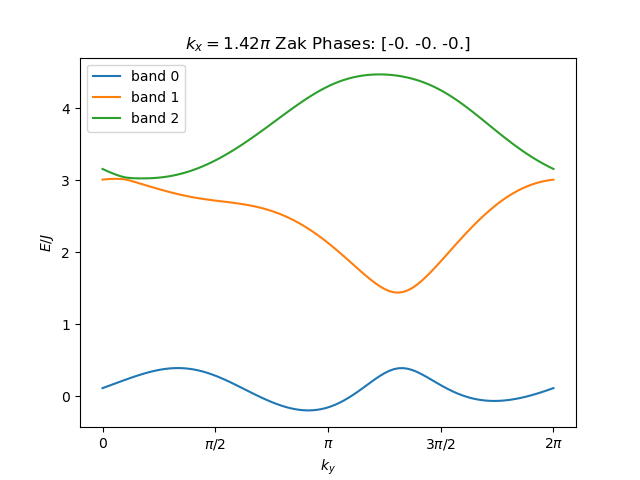 k_x = 1.42π Zak Phases: [-0. -0. -0.]
band 0
band 1
band 2
E/J
4
3
2
1
0
0 π/2 π 3π/2 2π
k_y